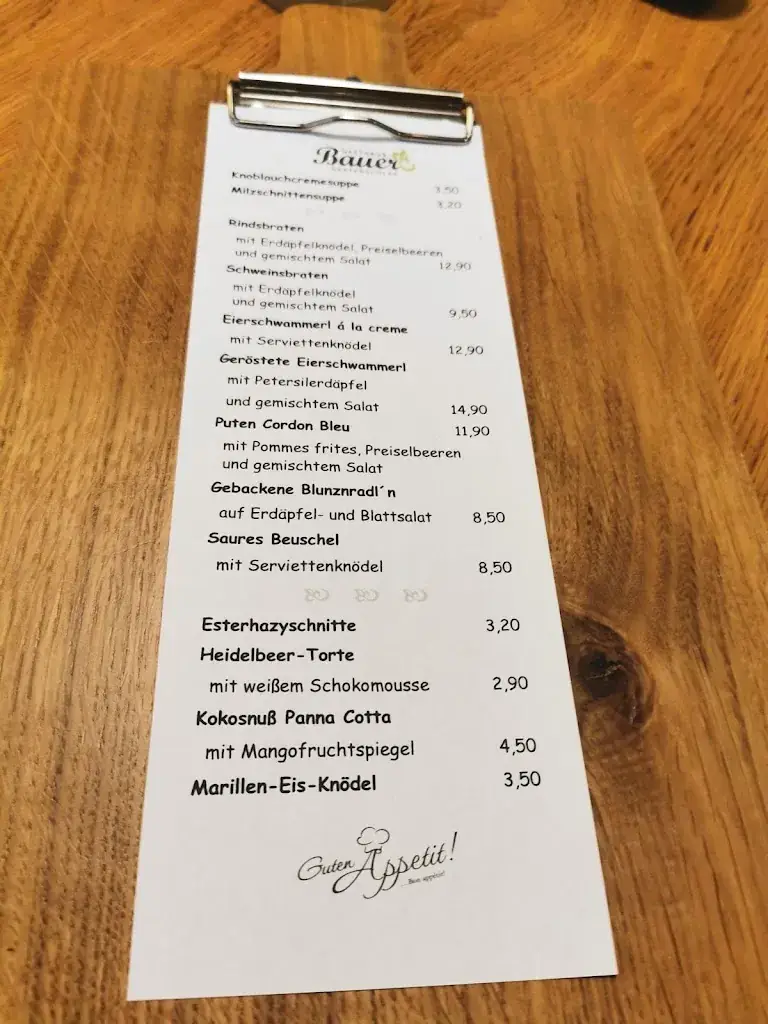 Bauer
Knoblauchcremesuppe 3,50
Milzschnittensuppe 3,20
Rindsbraten
mit Erdäpfelknödel, Preiselbeeren
und gemischtem Salat 12,90
Schweinsbraten
mit Erdäpfelknödel
und gemischtem Salat 9,50
Eierschwammerl á la creme
mit Serviettenknödel 12,90
Geröstete Eierschwammerl
mit Petersilerdäpfel
und gemischtem Salat 14,90
Puten Cordon Bleu 11,90
mit Pommes frites, Preiselbeeren
und gemischtem Salat
Gebackene Blunznradl´n
auf Erdäpfel- und Blattsalat 8,50
Saures Beuschel
mit Serviettenknödel 8,50
Esterhazyschnitte 3,20
Heidelbeer-Torte
mit weißem Schokomousse 2,90
Kokosnuß Panna Cotta
mit Mangofruchtspiegel 4,50
Marillen-Eis-Knödel 3,50
Guten Appetit!
Bon appétit!